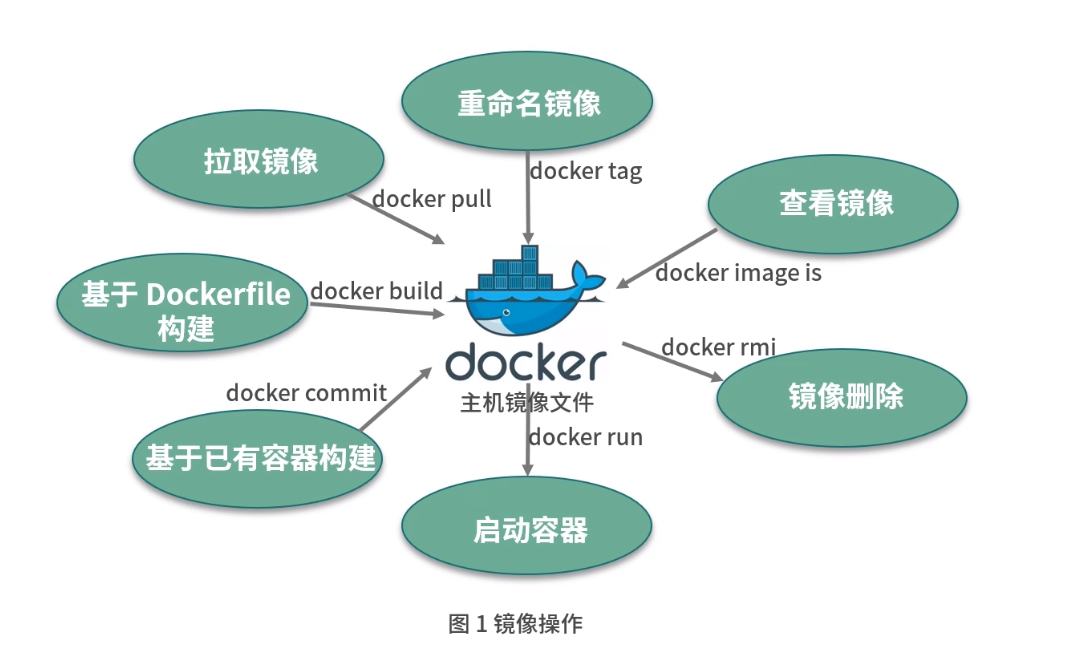 重命名镜像
拉取镜像
docker tag
docker pull
查看镜像
docker image is
基于 Dockerfile
构建
docker build
docker
docker rmi
镜像删除
主机镜像文件
docker commit
基于已有容器构建
docker run
启动容器
图 1 镜像操作